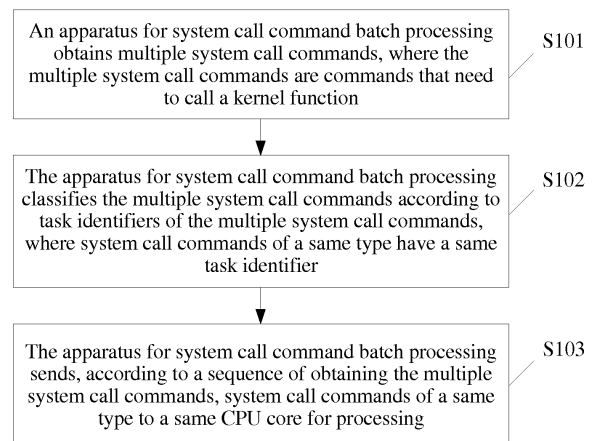 An apparatus for system call command batch processing
obtains multiple system call commands, where the
multiple system call commands are commands that need
to call a kernel function
S101
The apparatus for system call command batch processing
classifies the multiple system call commands according to
task identifiers of the multiple system call commands,
where system call commands of a same type have a same
task identifier
S102
The apparatus for system call command batch processing
sends, according to a sequence of obtaining the multiple
system call commands, system call commands of a same
type to a same CPU core for processing
S103